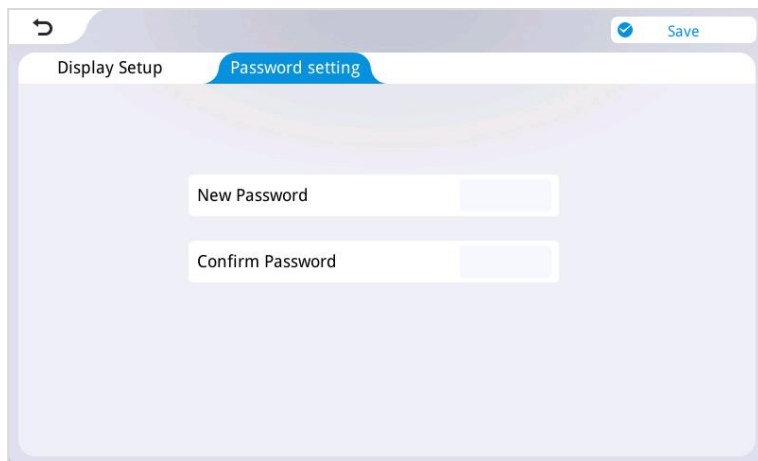 Save
Display Setup
Password setting
New Password
Confirm Password